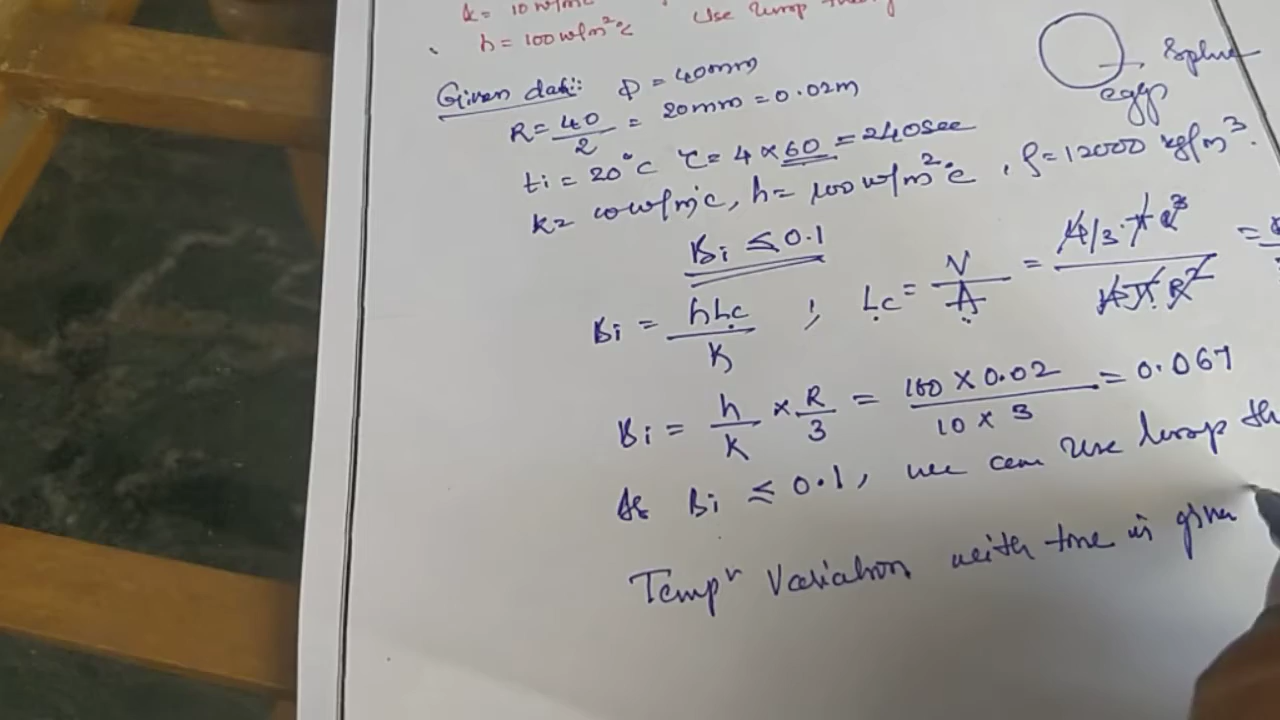 k = 10 w/m°c
h = 100 w/m²°c Use lump
Given data: D = 40mm
R = 40/2 = 20mm = 0.02m
Sphere
egg
ti = 20°c τ = 4 × 60 = 240sec
k = 10 w/m°c, h = 100 w/m²°c, ρ = 12000 kg/m³.
Bi ≤ 0.1
Bi = hLc/k ; Lc = V/A = 4/3·π R³ / 4πR² =
Bi = h/k × R/3 = 100 × 0.02 / 10 × 3 = 0.067
As Bi ≤ 0.1, we can use lump th
Tempʳ Variation with time is given